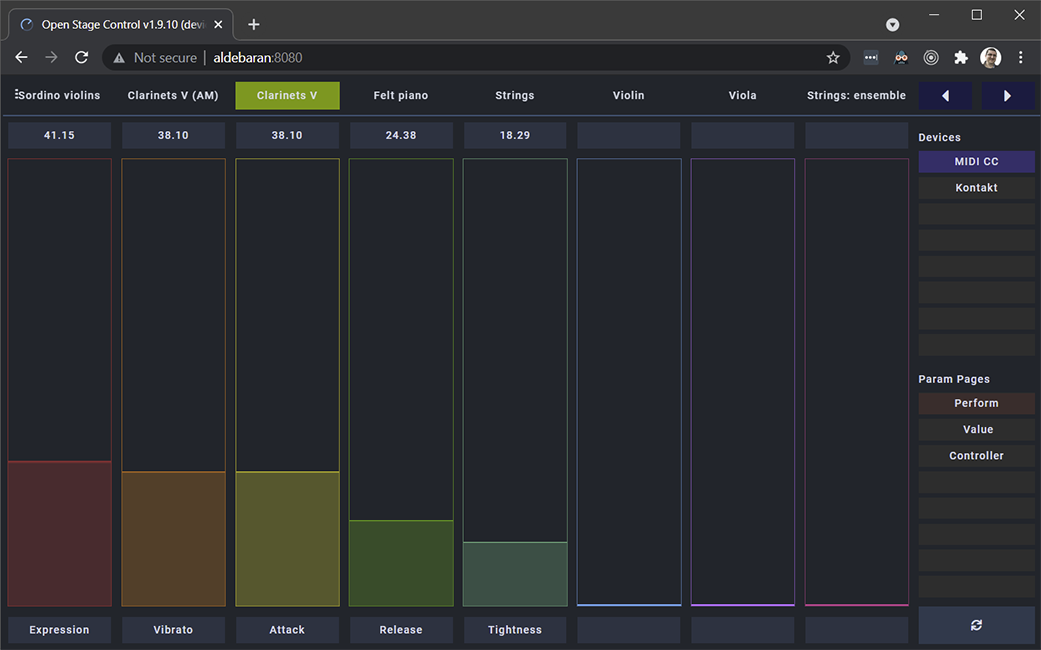 Open Stage Control v1.9.10 (devi
Not secure | aldebaran:8080
Sordino violins
Clarinets V (AM)
Clarinets V
Felt piano
Strings
Violin
Viola
Strings: ensemble
41.15
38.10
38.10
24.38
18.29
Devices
MIDI CC
Kontakt
Param Pages
Perform
Value
Controller
Expression
Vibrato
Attack
Release
Tightness